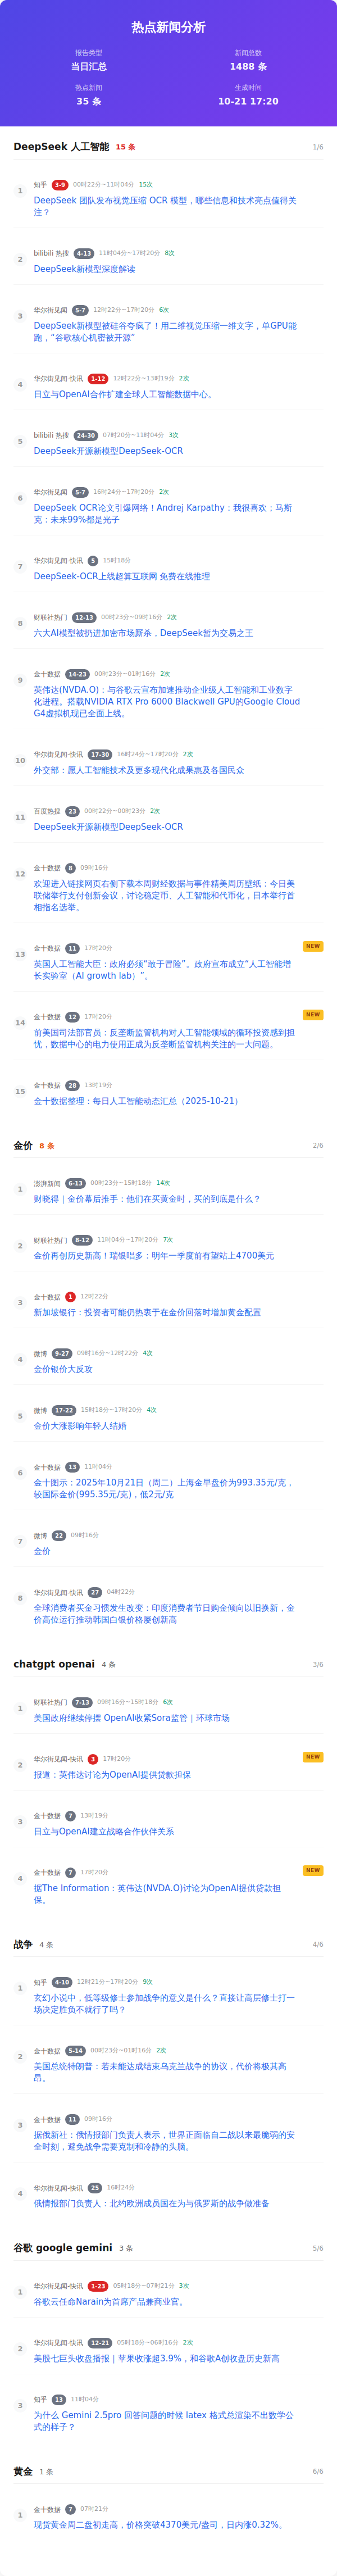 热点新闻分析
报告类型
新闻总数
当日汇总
1488 条
热点新闻
生成时间
35 条
10-21 17:20
DeepSeek 人工智能 15 条 1/6
1 知乎 3-9 00时22分~11时04分 15次
DeepSeek 团队发布视觉压缩 OCR 模型，哪些信息和技术亮点值得关
注？
2 bilibili 热搜 4-13 11时04分~17时20分 8次
DeepSeek新模型深度解读
3 华尔街见闻 5-7 12时22分~17时20分 6次
DeepSeek新模型被硅谷夸疯了！用二维视觉压缩一维文字，单GPU能
跑，“谷歌核心机密被开源”
4 华尔街见闻-快讯 1-12 12时22分~13时19分 2次
日立与OpenAI合作扩建全球人工智能数据中心。
5 bilibili 热搜 24-30 07时20分~11时04分 3次
DeepSeek开源新模型DeepSeek-OCR
6 华尔街见闻 5-7 16时24分~17时20分 2次
DeepSeek OCR论文引爆网络！Andrej Karpathy：我很喜欢；马斯
克：未来99%都是光子
7 华尔街见闻-快讯 5 15时18分
DeepSeek-OCR上线超算互联网 免费在线推理
8 财联社热门 12-13 00时23分~09时16分 2次
六大AI模型被扔进加密市场厮杀，DeepSeek暂为交易之王
9 金十数据 14-23 00时23分~01时16分 2次
英伟达(NVDA.O)：与谷歌云宣布加速推动企业级人工智能和工业数字
化进程。搭载NVIDIA RTX Pro 6000 Blackwell GPU的Google Cloud
G4虚拟机现已全面上线。
10 华尔街见闻-快讯 17-30 16时24分~17时20分 2次
外交部：愿人工智能技术及更多现代化成果惠及各国民众
11 百度热搜 23 00时22分~00时23分 2次
DeepSeek开源新模型DeepSeek-OCR
12 金十数据 8 09时16分
欢迎进入链接网页右侧下载本周财经数据与事件精美周历壁纸：今日美
联储举行支付创新会议，讨论稳定币、人工智能和代币化，日本举行首
相指名选举。
13 金十数据 11 17时20分 NEW
英国人工智能大臣：政府必须“敢于冒险”。政府宣布成立“人工智能增
长实验室（AI growth lab）”。
14 金十数据 12 17时20分 NEW
前美国司法部官员：反垄断监管机构对人工智能领域的循环投资感到担
忧，数据中心的电力使用正成为反垄断监管机构关注的一大问题。
15 金十数据 28 13时19分
金十数据整理：每日人工智能动态汇总（2025-10-21）
金价 8 条 2/6
1 澎湃新闻 6-13 00时23分~15时18分 14次
财晓得｜金价幕后推手：他们在买黄金时，买的到底是什么？
2 财联社热门 8-12 11时04分~17时20分 7次
金价再创历史新高！瑞银唱多：明年一季度前有望站上4700美元
3 金十数据 1 12时22分
新加坡银行：投资者可能仍热衷于在金价回落时增加黄金配置
4 微博 9-27 09时16分~12时22分 4次
金价银价大反攻
5 微博 17-22 15时18分~17时20分 4次
金价大涨影响年轻人结婚
6 金十数据 13 11时04分
金十图示：2025年10月21日（周二）上海金早盘价为993.35元/克，
较国际金价(995.35元/克)，低2元/克
7 微博 22 09时16分
金价
8 华尔街见闻-快讯 27 04时22分
全球消费者买金习惯发生改变：印度消费者节日购金倾向以旧换新，金
价高位运行推动韩国白银价格屡创新高
chatgpt openai 4 条 3/6
1 财联社热门 7-13 09时16分~15时18分 6次
美国政府继续停摆 OpenAI收紧Sora监管｜环球市场
2 华尔街见闻-快讯 3 17时20分 NEW
报道：英伟达讨论为OpenAI提供贷款担保
3 金十数据 7 13时19分
日立与OpenAI建立战略合作伙伴关系
4 金十数据 7 17时20分 NEW
据The Information：英伟达(NVDA.O)讨论为OpenAI提供贷款担
保。
战争 4 条 4/6
1 知乎 4-10 12时21分~17时20分 9次
玄幻小说中，低等级修士参加战争的意义是什么？直接让高层修士打一
场决定胜负不就行了吗？
2 金十数据 5-14 00时23分~01时16分 2次
美国总统特朗普：若未能达成结束乌克兰战争的协议，代价将极其高
昂。
3 金十数据 11 09时16分
据俄新社：俄情报部门负责人表示，世界正面临自二战以来最脆弱的安
全时刻，避免战争需要克制和冷静的头脑。
4 华尔街见闻-快讯 25 16时24分
俄情报部门负责人：北约欧洲成员国在为与俄罗斯的战争做准备
谷歌 google gemini 3 条 5/6
1 华尔街见闻-快讯 1-23 05时18分~07时21分 3次
谷歌云任命Narain为首席产品兼商业官。
2 华尔街见闻-快讯 12-21 05时18分~06时16分 2次
美股七巨头收盘播报｜苹果收涨超3.9%，和谷歌A创收盘历史新高
3 知乎 13 11时04分
为什么 Gemini 2.5pro 回答问题的时候 latex 格式总渲染不出数学公
式的样子？
黄金 1 条 6/6
1 金十数据 7 07时21分
现货黄金周二盘初走高，价格突破4370美元/盎司，日内涨0.32%。